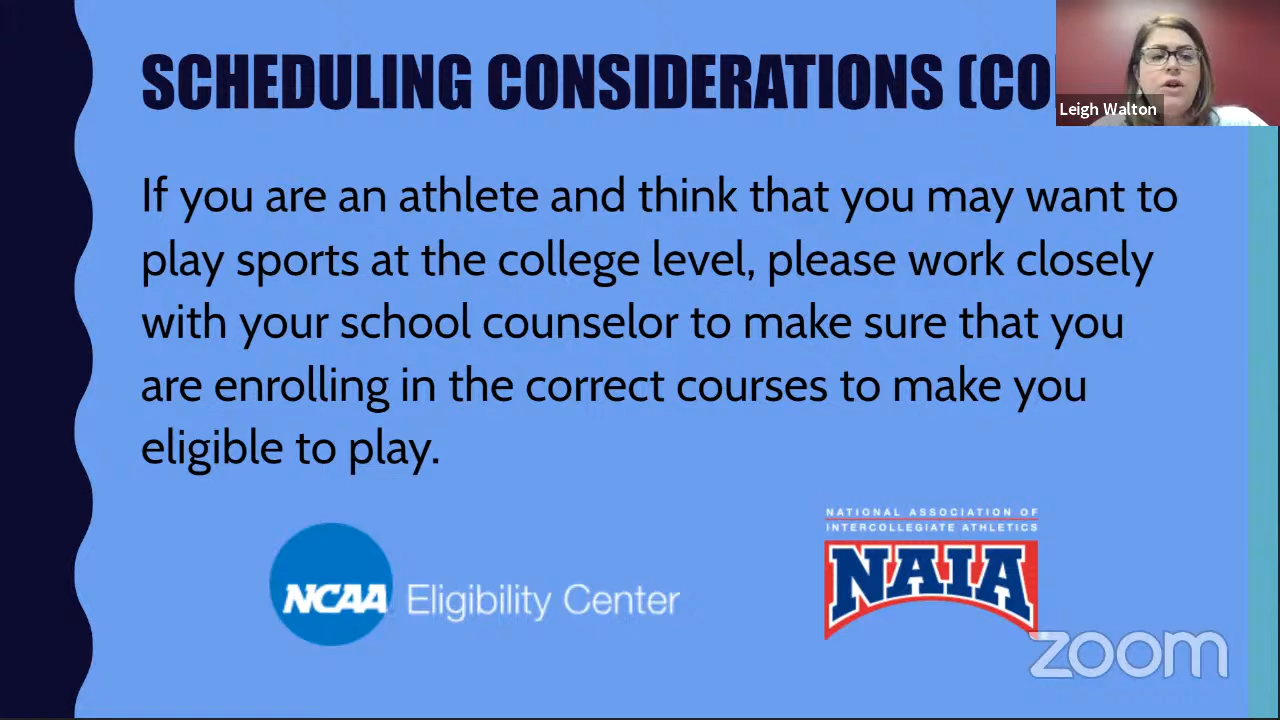 SCHEDULING CONSIDERATIONS (CO
Leigh Walton
If you are an athlete and think that you may want to
play sports at the college level, please work closely
with your school counselor to make sure that you
are enrolling in the correct courses to make you
eligible to play.
NATIONAL ASSOCIATION OF
INTERCOLLEGIATE ATHLETICS
NCAA Eligibility Center
NAIA
zoom